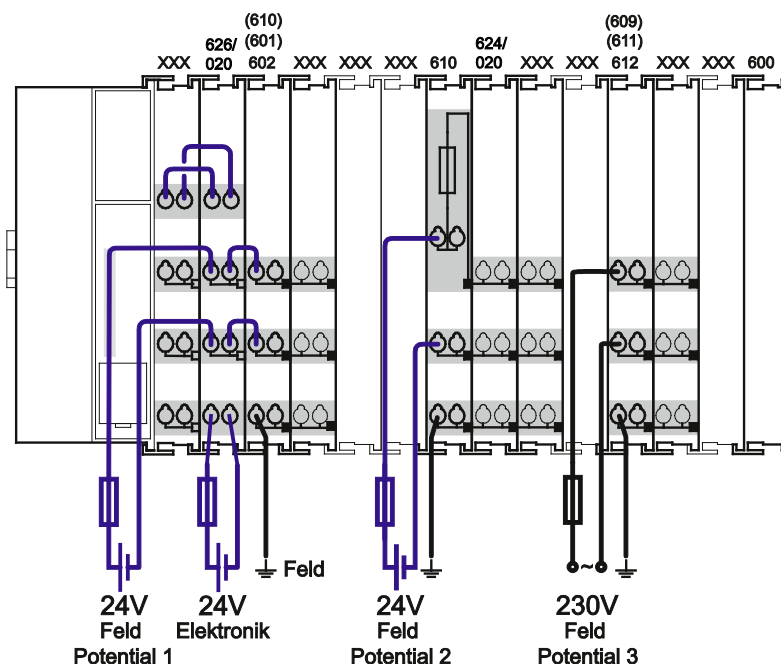 (610)
(609)
626/
(601)
624/
(611)
XXX
020
602
XXX
XXX
XXX
610
020
XXX
XXX
612
XXX
XXX
600
Feld
~
24V
Feld
Potential 1
24V
Elektronik
24V
Feld
Potential 2
230V
Feld
Potential 3